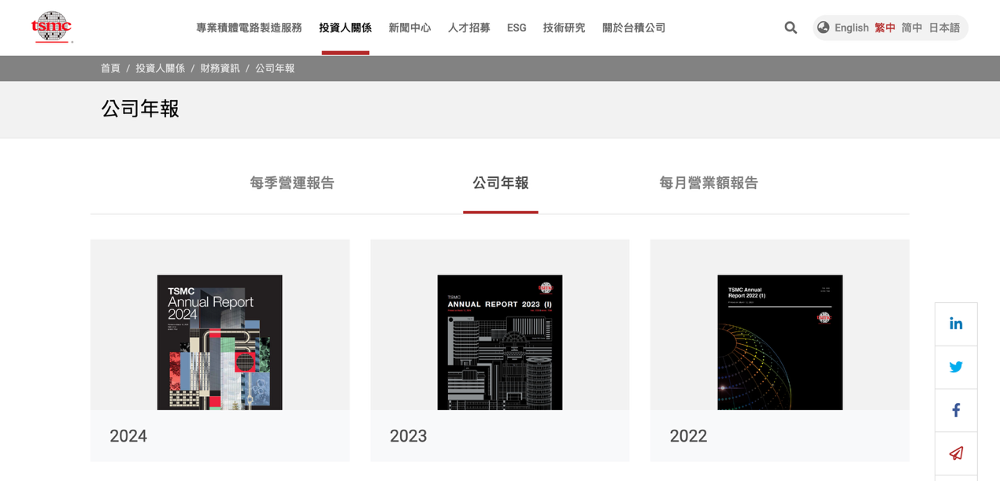 tsmc
專業積體電路製造服務 投資人關係 新聞中心 人才招募 ESG 技術研究 關於台積公司
English 繁中 简中 日本語
首頁 / 投資人關係 / 財務資訊 / 公司年報
公司年報
每季營運報告 公司年報 每月營業額報告
TSMC
Annual Report
2024
TSMC
ANNUAL REPORT 2023 (I)
tsmc
TSMC Annual
Report 2022 (1)
tsmc
2024 2023 2022